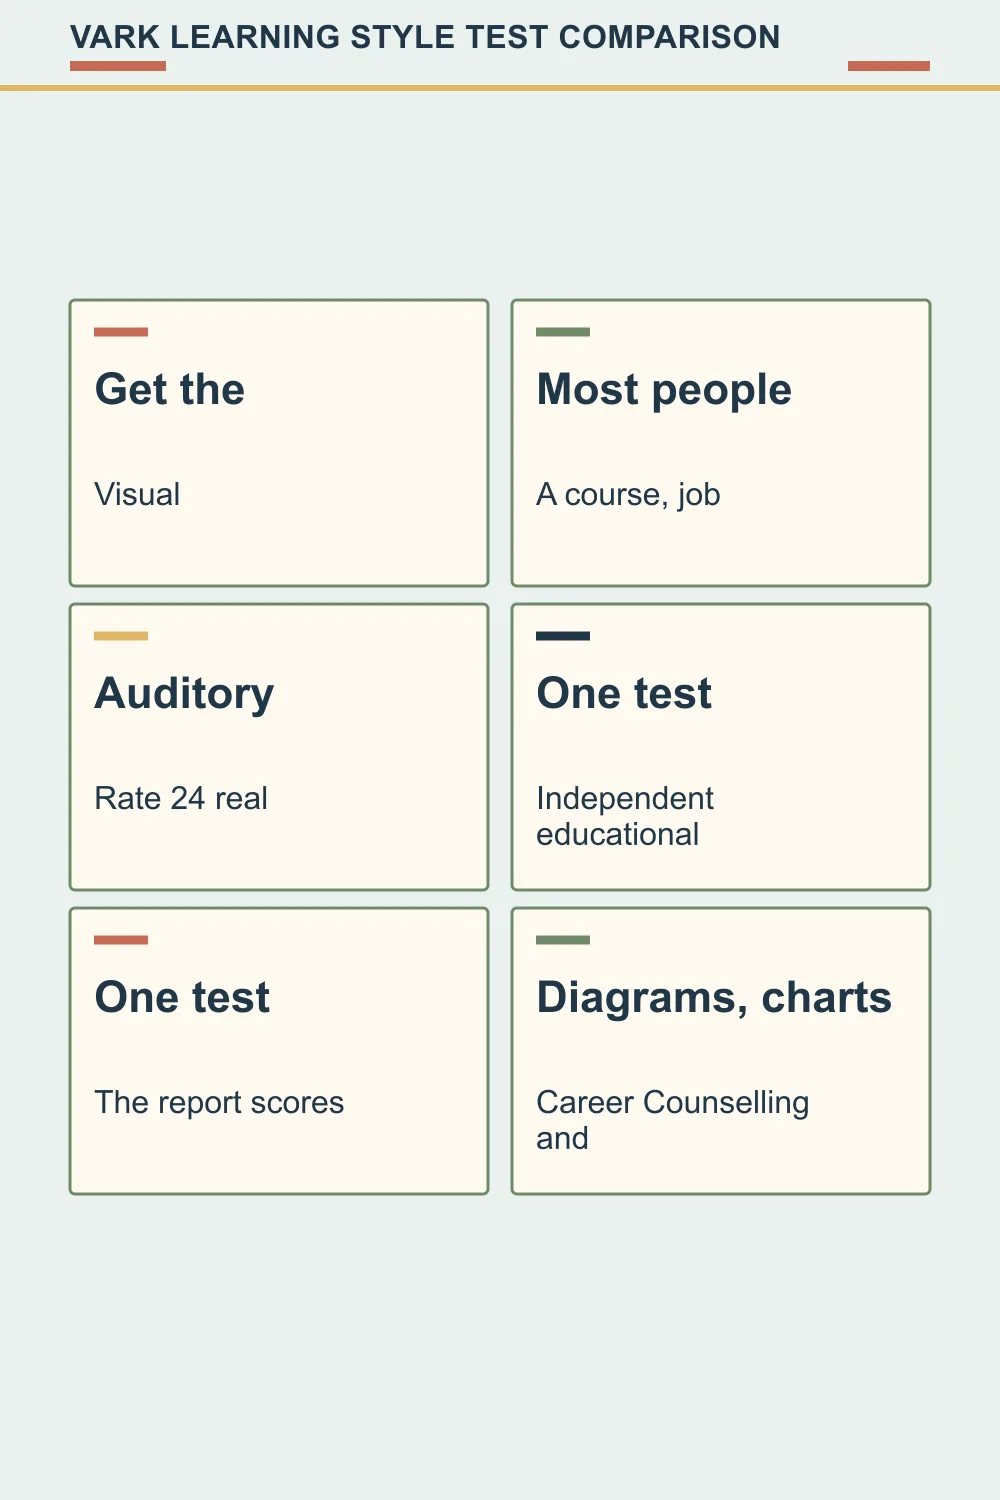 VARK LEARNING STYLE TEST COMPARISON
Get the
Visual
Most people
A course, job
Auditory
Rate 24 real
One test
Independent
educational
One test
The report scores
Diagrams, charts
Career Counselling
and